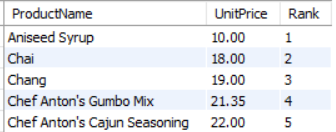 ProductName UnitPrice Rank
Aniseed Syrup 10.00 1
Chai 18.00 2
Chang 19.00 3
Chef Anton's Gumbo Mix 21.35 4
Chef Anton's Cajun Seasoning 22.00 5